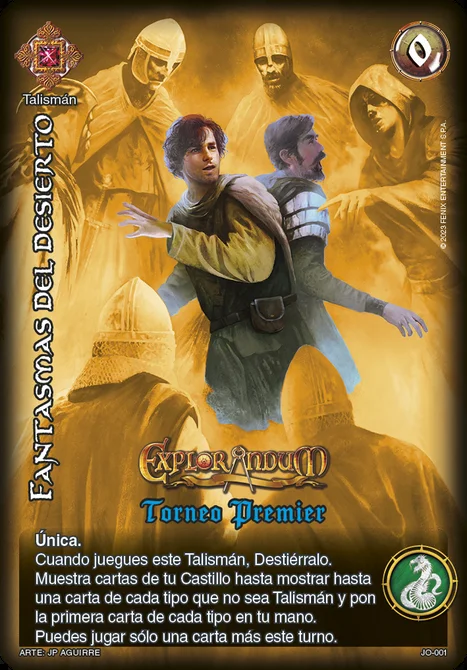 0
Talismán
FANTASMAS DEL DESIERTO
© 2023 FENIX ENTERTAINMENT S.P.A.
EXPLORANDUM
Torneo Premier
Única.
Cuando juegues este Talismán, Destiérralo.
Muestra cartas de tu Castillo hasta mostrar hasta
una carta de cada tipo que no sea Talismán y pon
la primera carta de cada tipo en tu mano.
Puedes jugar sólo una carta más este turno.
ARTE: JP AGUIRRE
JO-001